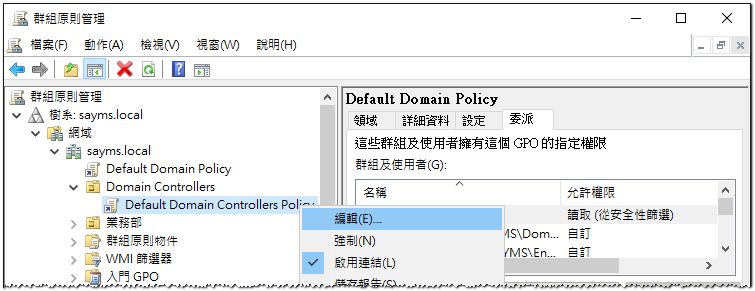 群組原則管理
檔案(F) 動作(A) 檢視(V) 視窗(W) 說明(H)
群組原則管理
樹系: sayms.local
網域
sayms.local
Default Domain Policy
Domain Controllers
Default Domain Controllers Policy
業務部
群組原則物件
WMI 篩選器
入門 GPO
Default Domain Policy
領域 詳細資料 設定 委派
這些群組及使用者擁有這個 GPO 的指定權限
群組及使用者(G):
名稱 允許權限
讀取 (從安全性篩選)
MS\Dom... 自訂
YMS\En... 自訂
編輯(E)...
強制(N)
啟用連結(L)
儲存報告(S)...